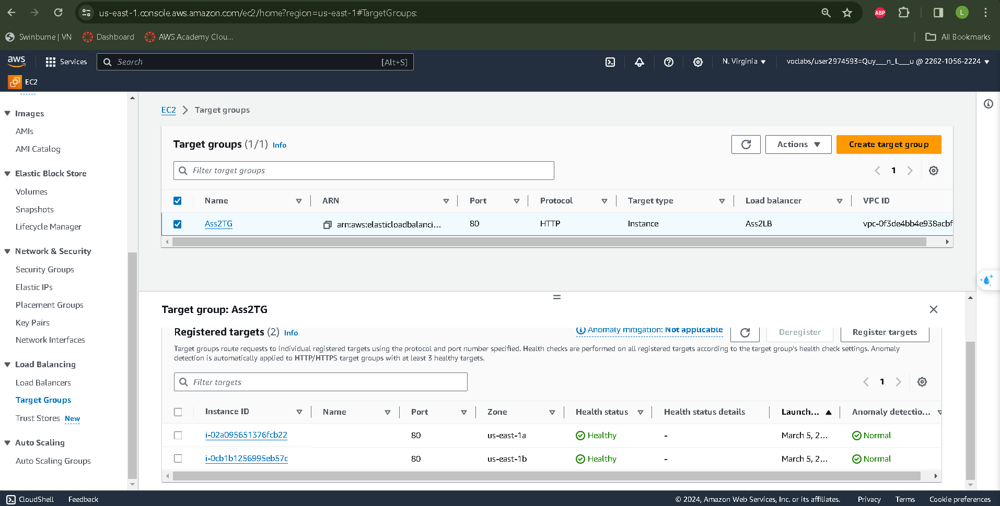 us-east-1.console.aws.amazon.com/ec2/home?region=us-east-1#TargetGroups:
ABP
L
Swinburne | VN
Dashboard
AWS Academy Clou...
All Bookmarks
aws
Services
Search
[Alt+S]
N. Virginia
voclabs/user2974593=Quy___n_L___u @ 2262-1056-2224
EC2
Images
AMIs
AMI Catalog
Elastic Block Store
Volumes
Snapshots
Lifecycle Manager
Network & Security
Security Groups
Elastic IPs
Placement Groups
Key Pairs
Network Interfaces
Load Balancing
Load Balancers
Target Groups
Trust Stores New
Auto Scaling
Auto Scaling Groups
EC2 > Target groups
Target groups (1/1) Info
Actions
Create target group
Filter target groups
1
Name ARN Port Protocol Target type Load balancer VPC ID
Ass2TG arn:aws:elasticloadbalanci... 80 HTTP Instance Ass2LB vpc-0f3de4bb4e938acbf
Target group: Ass2TG
Registered targets (2) Info
Anomaly mitigation: Not applicable
Deregister
Register targets
Target groups route requests to individual registered targets using the protocol and port number specified. Health checks are performed on all registered targets according to the target group's health check settings. Anomaly
detection is automatically applied to HTTP/HTTPS target groups with at least 3 healthy targets.
Filter targets
1
Instance ID Name Port Zone Health status Health status details Launch... Anomaly detectio...
i-02a095651376fcb22 80 us-east-1a Healthy - March 5, 2... Normal
i-0cb1b1256995eb57c 80 us-east-1b Healthy - March 5, 2... Normal
CloudShell
Feedback
© 2024, Amazon Web Services, Inc. or its affiliates.
Privacy
Terms
Cookie preferences